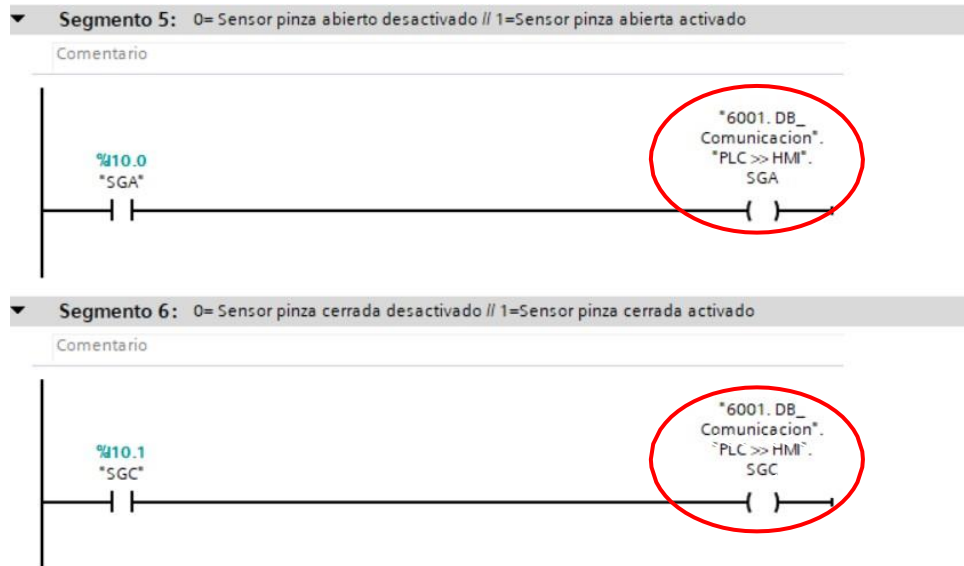 Segmento 5: 0= Sensor pinza abierto desactivado // 1=Sensor pinza abierta activado
Comentario
"6001. DB_
Comunicacion".
"PLC >> HMI".
%I10.0
SGA
"SGA"
Segmento 6: 0= Sensor pinza cerrada desactivado // 1=Sensor pinza cerrada activado
Comentario
"6001. DB_
Comunicacion".
"PLC >> HMI".
%I10.1
SGC
"SGC"